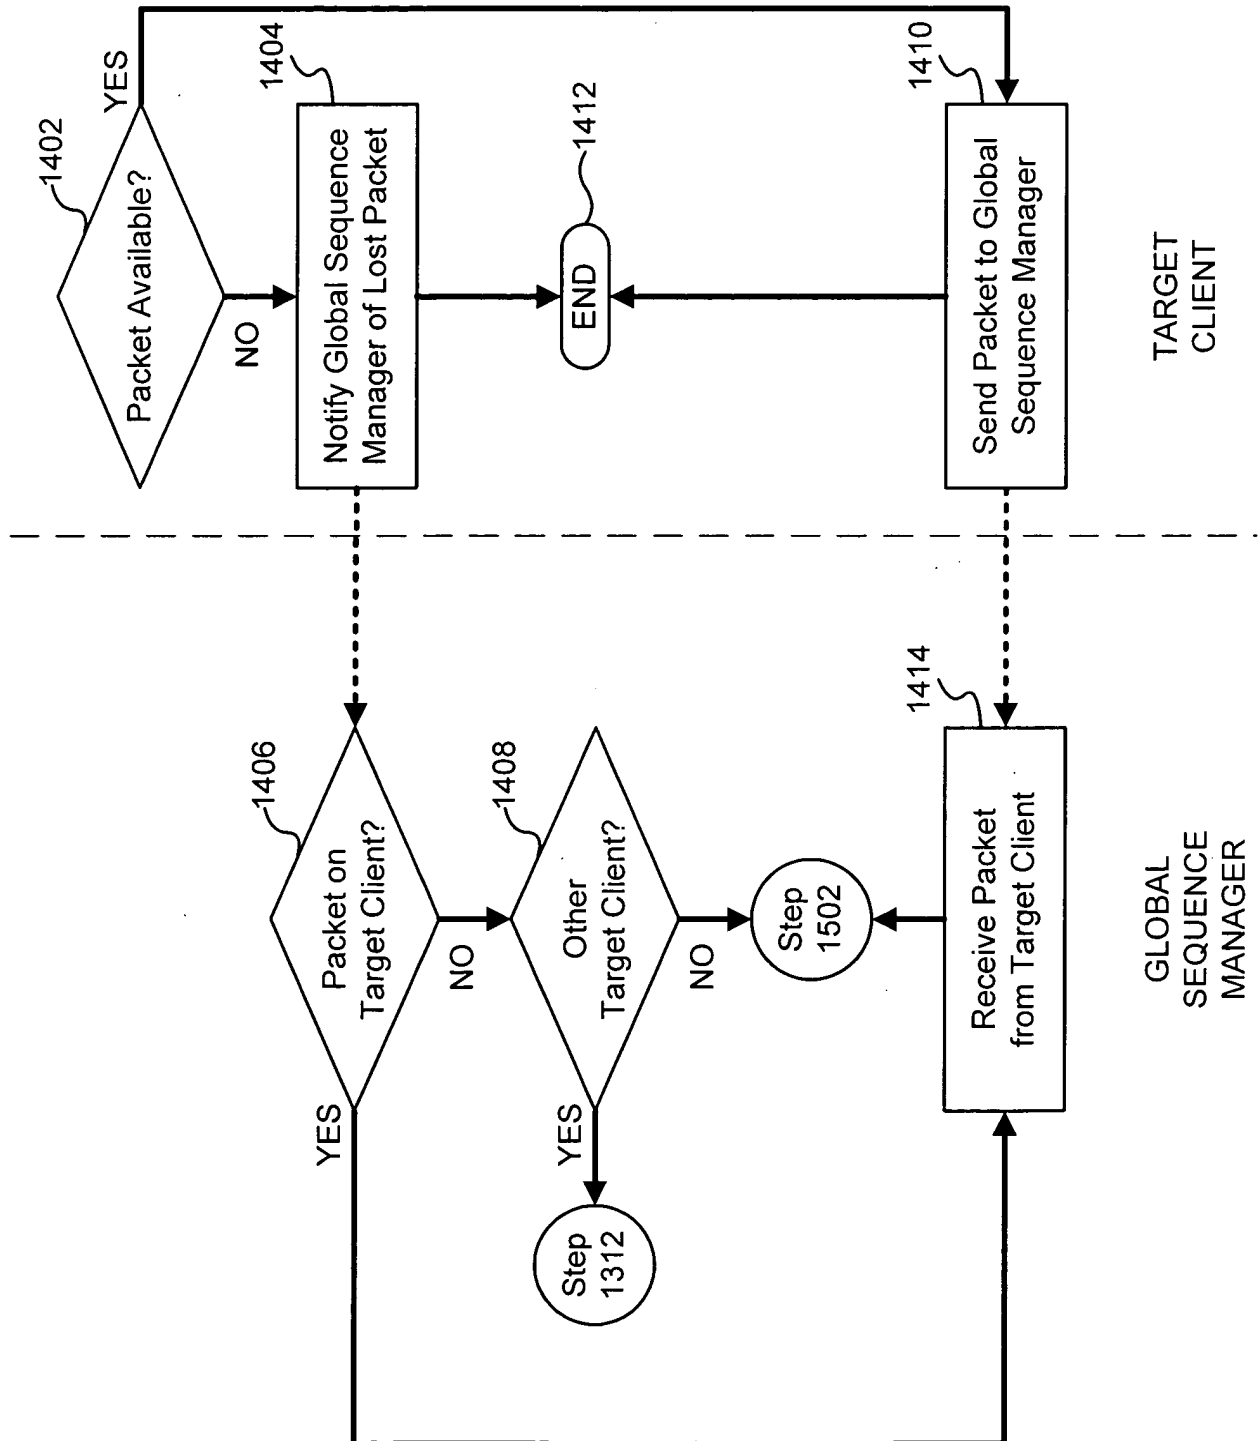 1402
Packet Available?
YES
NO
1404
Notify Global Sequence
Manager of Lost Packet
1412
END
1410
Send Packet to Global
Sequence Manager
TARGET
CLIENT
1406
Packet on
Target Client?
YES
NO
1408
Other
Target Client?
YES
NO
Step
1312
Step
1502
1414
Receive Packet
from Target Client
GLOBAL
SEQUENCE
MANAGER